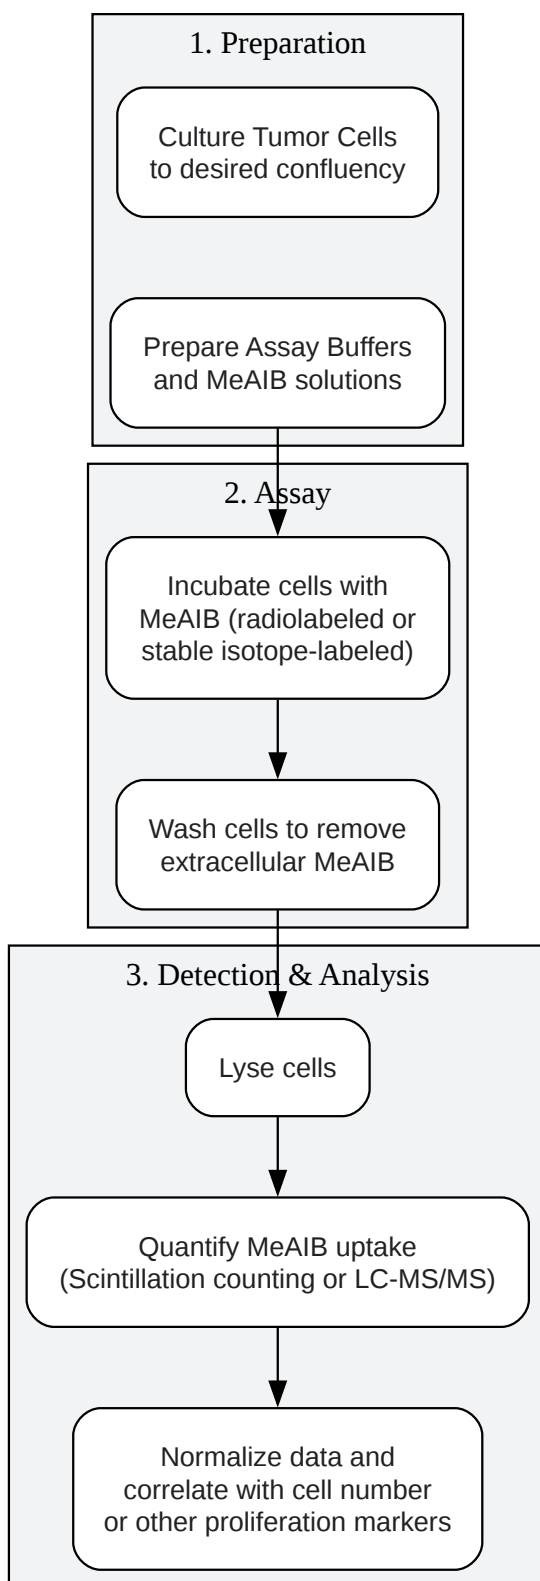 1. Preparation
Culture Tumor Cells
to desired confluency
Prepare Assay Buffers
and MeAIB solutions
2. Assay
Incubate cells with
MeAIB (radiolabeled or
stable isotope-labeled)
Wash cells to remove
extracellular MeAIB
3. Detection & Analysis
Lyse cells
Quantify MeAIB uptake
(Scintillation counting or LC-MS/MS)
Normalize data and
correlate with cell number
or other proliferation markers